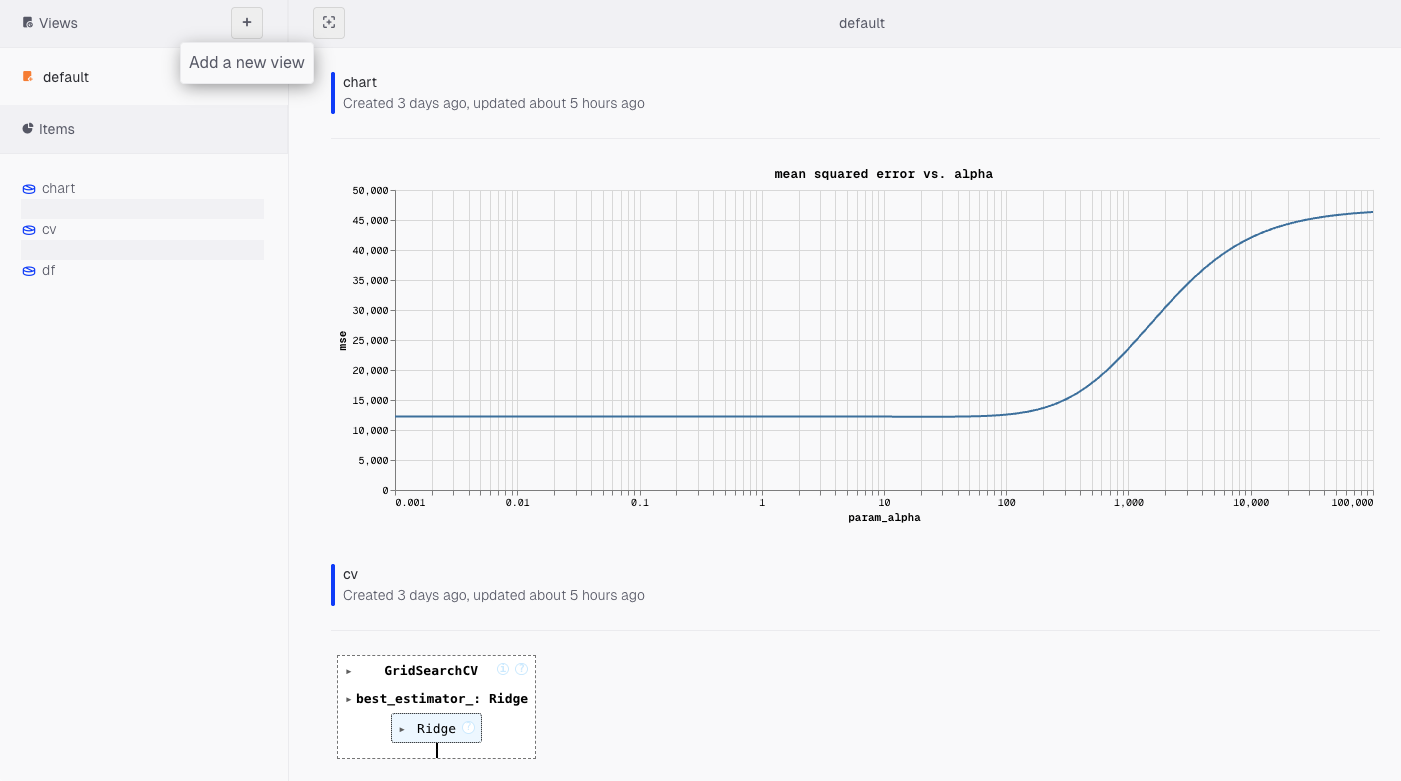 Views
+
default
Add a new view
default
Items
chart
cv
df
chart
Created 3 days ago, updated about 5 hours ago
mean squared error vs. alpha
50,000
45,000
40,000
35,000
30,000
25,000
20,000
15,000
10,000
5,000
0
mse
0.001 0.01 0.1 1 10 100 1,000 10,000 100,000
param_alpha
cv
Created 3 days ago, updated about 5 hours ago
▸ GridSearchCV i ?
▸ best_estimator_: Ridge
▸ Ridge ?